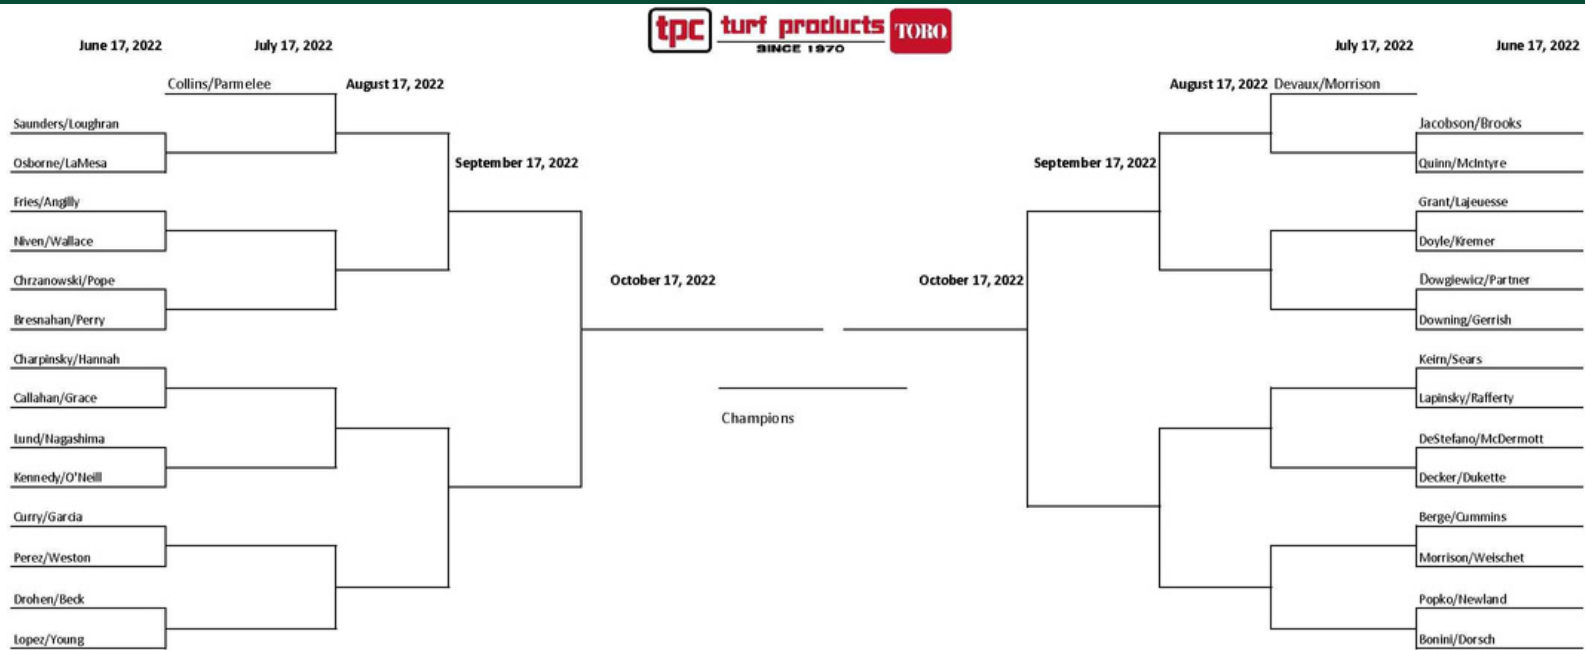 tpc turf products TORO
SINCE 1970
June 17, 2022
July 17, 2022
August 17, 2022
September 17, 2022
October 17, 2022
Collins/Parmelee
Saunders/Loughran
Osborne/LaMesa
Fries/Angilly
Niven/Wallace
Chrzanowski/Pope
Bresnahan/Perry
Charpinsky/Hannah
Callahan/Grace
Lund/Nagashima
Kennedy/O'Neill
Curry/Garcia
Perez/Weston
Drohen/Beck
Lopez/Young
Champions
October 17, 2022
September 17, 2022
August 17, 2022
July 17, 2022
June 17, 2022
Devaux/Morrison
Jacobson/Brooks
Quinn/McIntyre
Grant/Lajeuesse
Doyle/Kremer
Dowgiewicz/Partner
Downing/Gerrish
Keirn/Sears
Lapinsky/Rafferty
DeStefano/McDermott
Decker/Dukette
Berge/Cummins
Morrison/Weischet
Popko/Newland
Bonini/Dorsch